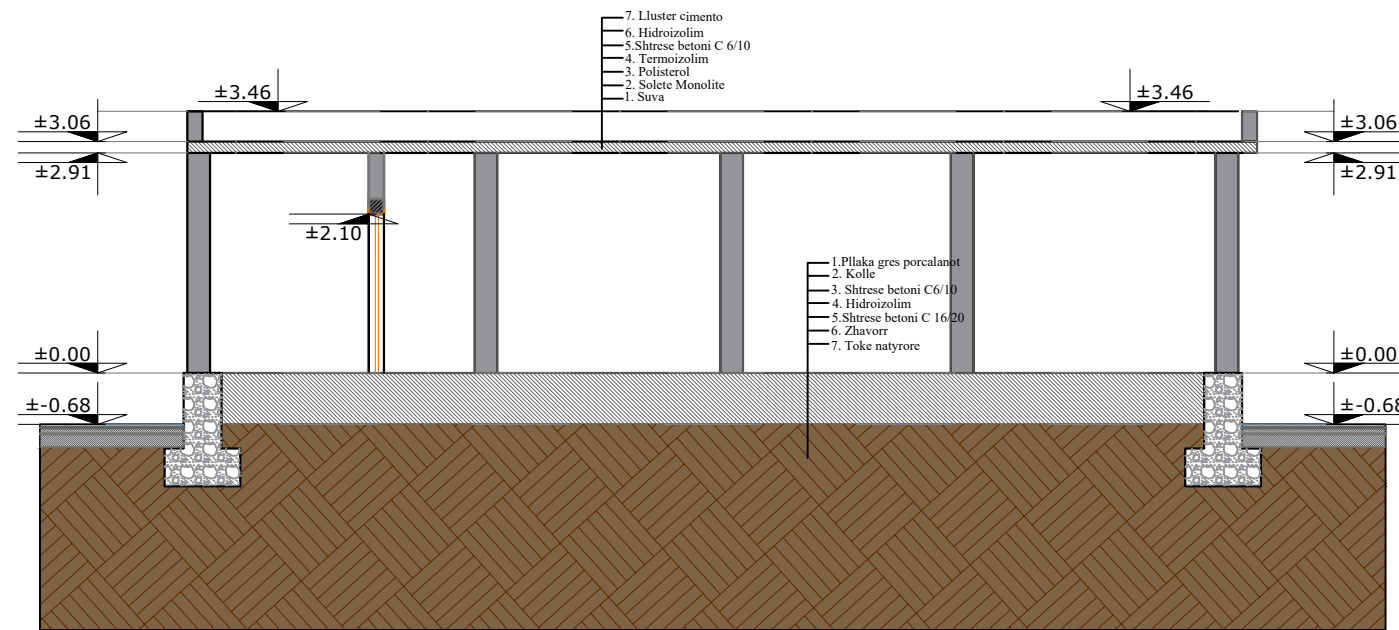 7. Lluster cimento
6. Hidroizolim
5.Shtrese betoni C 6/10
4. Termoizolim
3. Polisterol
2. Solete Monolite
1. Suva
±3.46
±3.46
±3.06
±3.06
±2.91
±2.91
±2.10
1.Pllaka gres porcalanot
2. Kolle
3. Shtrese betoni C6/10
4. Hidroizolim
5.Shtrese betoni C 16/20
6. Zhavorr
7. Toke natyrore
±0.00
±0.00
±-0.68
±-0.68